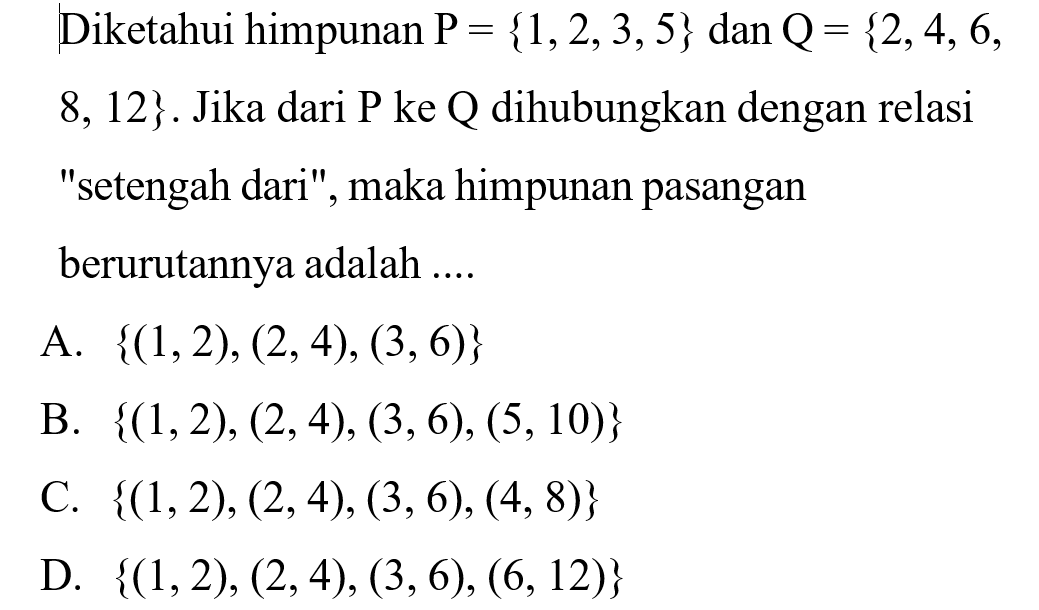 Diketahui himpunan P = {1, 2, 3, 5} dan Q = {2, 4, 6,
8, 12}. Jika dari P ke Q dihubungkan dengan relasi
"setengah dari", maka himpunan pasangan
berurutannya adalah ....
A. {(1, 2), (2, 4), (3, 6)}
B. {(1, 2), (2, 4), (3, 6), (5, 10)}
C. {(1, 2), (2, 4), (3, 6), (4, 8)}
D. {(1, 2), (2, 4), (3, 6), (6, 12)}